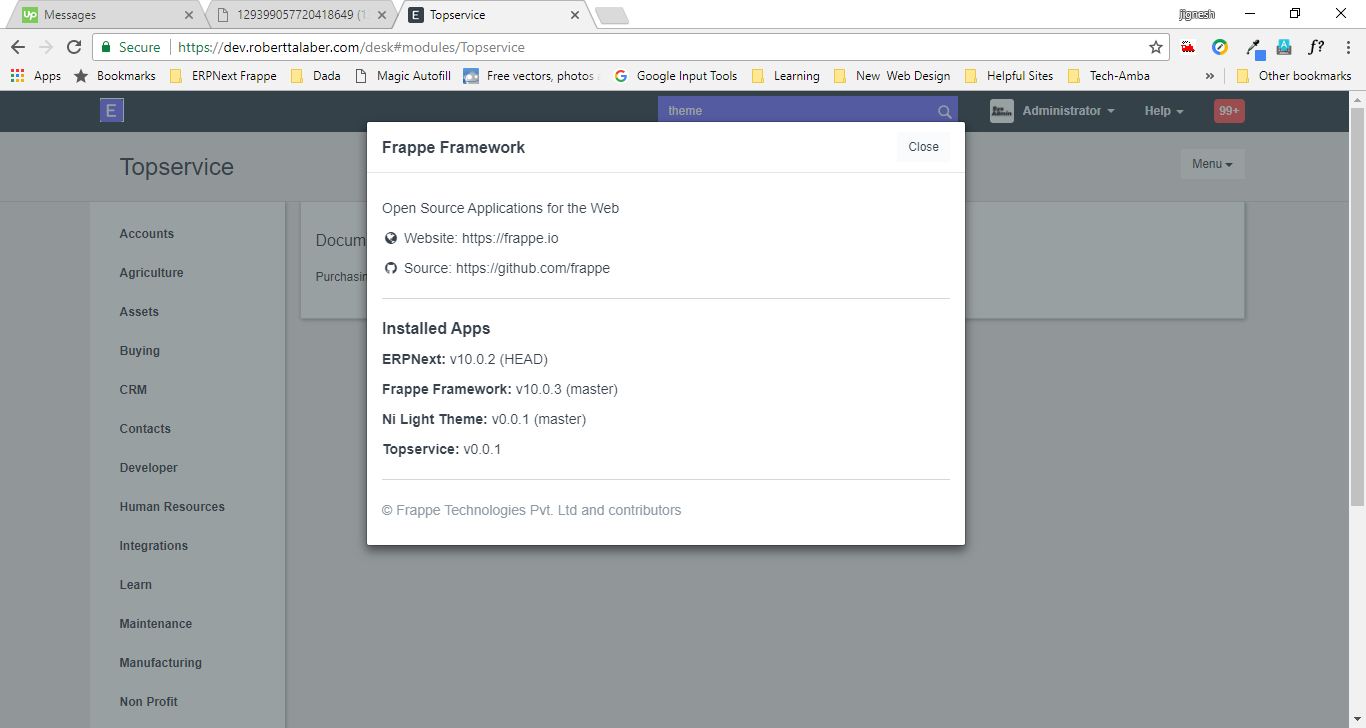 Messages
129399057720418649 (1
Topservice
jignesh
Secure
https://dev.roberttalaber.com/desk#modules/Topservice
Apps
Bookmarks
ERPNext Frappe
Dada
Magic Autofill
Free vectors, photos
Google Input Tools
Learning
New Web Design
Helpful Sites
Tech-Amba
»
Other bookmarks
E
theme
Administrator
Help
99+
Topservice
Menu
Accounts
Agriculture
Assets
Buying
CRM
Contacts
Developer
Human Resources
Integrations
Learn
Maintenance
Manufacturing
Non Profit
Docum
Purchasin
Frappe Framework
Close
Open Source Applications for the Web
Website: https://frappe.io
Source: https://github.com/frappe
Installed Apps
ERPNext: v10.0.2 (HEAD)
Frappe Framework: v10.0.3 (master)
Ni Light Theme: v0.0.1 (master)
Topservice: v0.0.1
© Frappe Technologies Pvt. Ltd and contributors